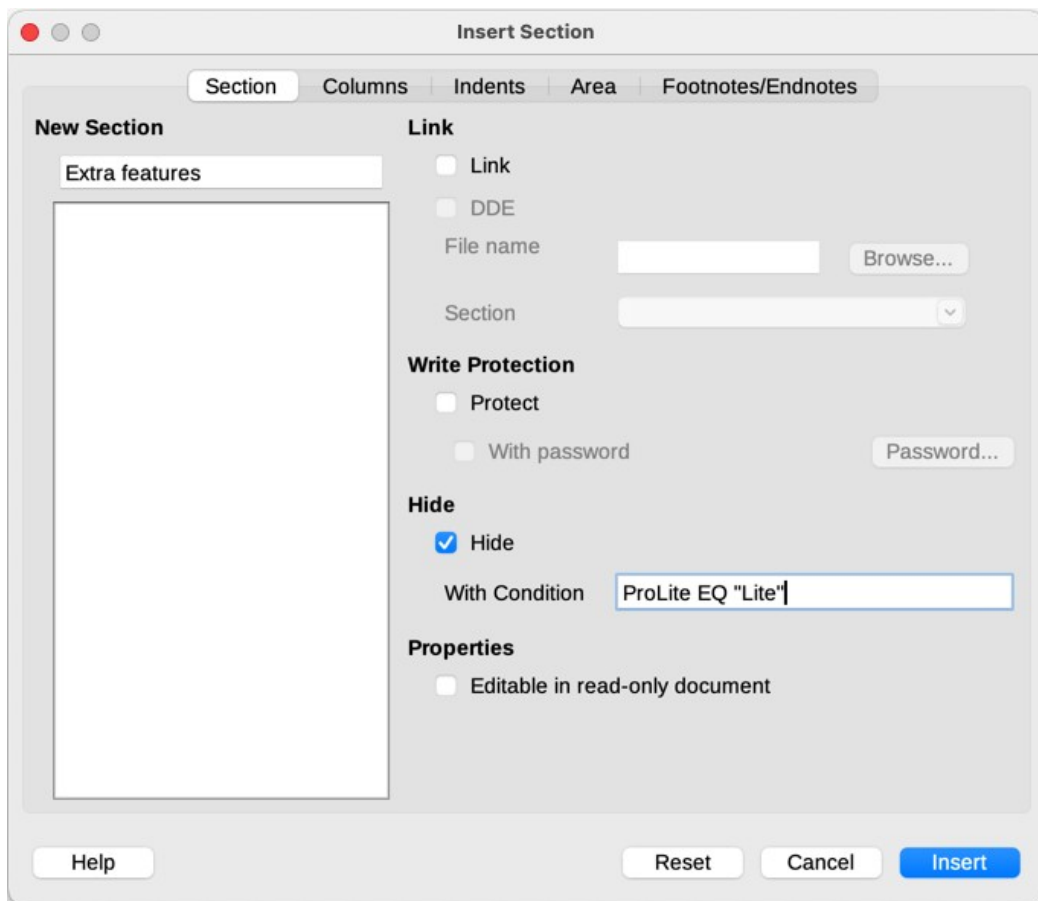 Insert Section
Section Columns Indents Area Footnotes/Endnotes
New Section
Extra features
Link
Link
DDE
File name Browse...
Section
Write Protection
Protect
With password Password...
Hide
Hide
With Condition ProLite EQ "Lite"
Properties
Editable in read-only document
Help Reset Cancel Insert